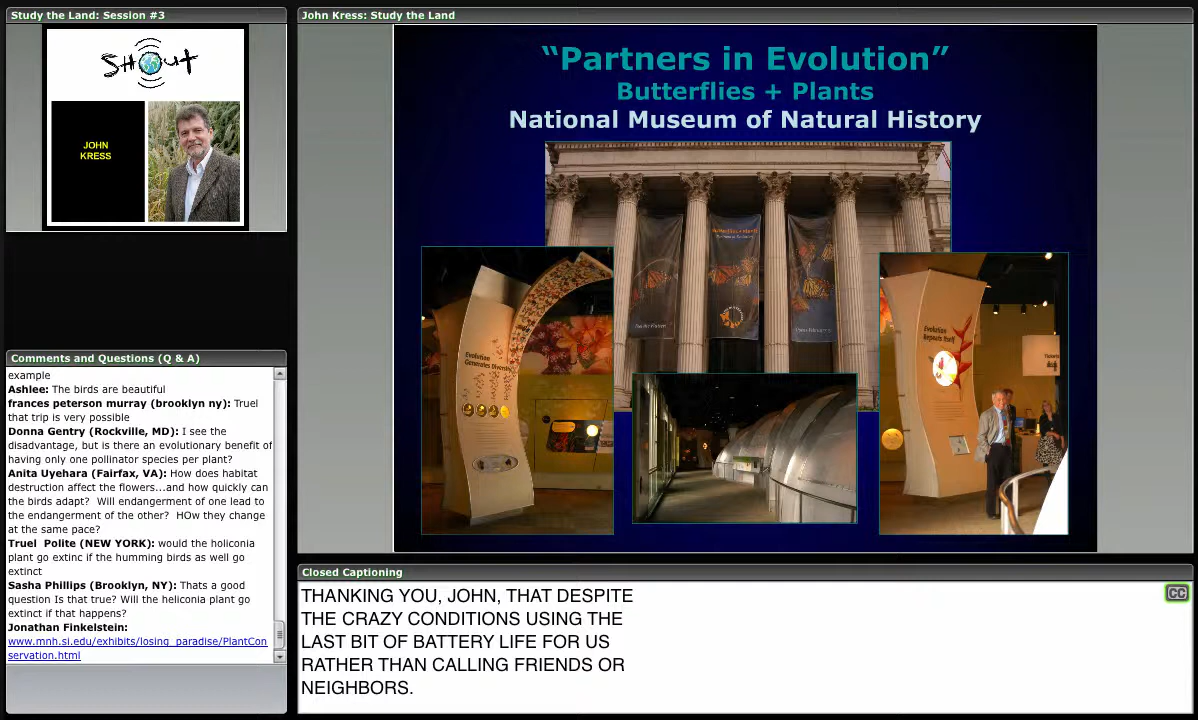 Study the Land: Session #3
SHOUT
JOHN
KRESS
Comments and Questions (Q & A)
example
Ashlee: The birds are beautiful
frances peterson murray (brooklyn ny): Truel
that trip is very possible
Donna Gentry (Rockville, MD): I see the
disadvantage, but is there an evolutionary benefit of
having only one pollinator species per plant?
Anita Uyehara (Fairfax, VA): How does habitat
destruction affect the flowers...and how quickly can
the birds adapt?  Will endangerment of one lead to
the endangerment of the other?  HOw they change
at the same pace?
Truel  Polite (NEW YORK): would the holiconia
plant go extinc if the humming birds as well go
extinct
Sasha Phillips (Brooklyn, NY): Thats a good
question Is that true? Will the heliconia plant go
extinct if that happens?
Jonathan Finkelstein:
www.mnh.si.edu/exhibits/losing_paradise/PlantCon
servation.html
John Kress: Study the Land
“Partners in Evolution”
Butterflies + Plants
National Museum of Natural History
Evolution
Generates Diversity
Evolution
Repeats Itself
Closed Captioning
CC
THANKING YOU, JOHN, THAT DESPITE
THE CRAZY CONDITIONS USING THE
LAST BIT OF BATTERY LIFE FOR US
RATHER THAN CALLING FRIENDS OR
NEIGHBORS.